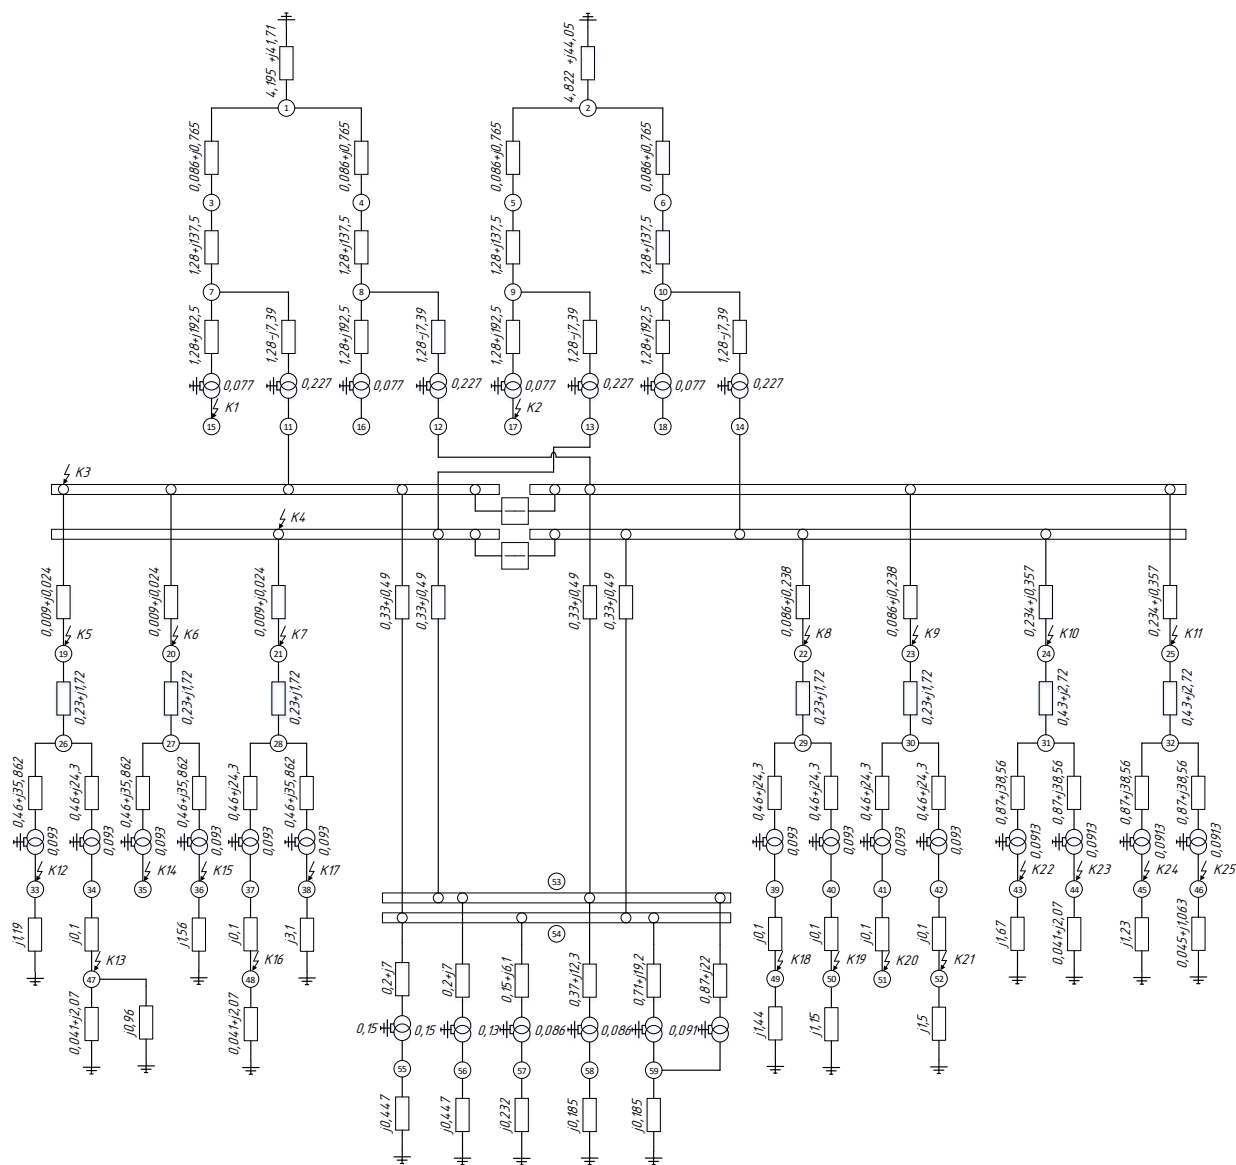 4,195 +j41,71
4,822 +j44,05
1
2
0,086+j0,765
0,086+j0,765
0,086+j0,765
0,086+j0,765
3
4
5
6
1,28+j137,5
1,28+j137,5
1,28+j137,5
1,28+j137,5
7
8
9
10
1,28+j192,5
1,28-j7,39
1,28+j192,5
1,28-j7,39
1,28+j192,5
1,28-j7,39
1,28+j192,5
1,28-j7,39
0,077
0,227
0,077
0,227
0,077
0,227
0,077
0,227
K1
K2
15
11
16
12
17
13
18
14
K3
K4
0,009+j0,024
0,009+j0,024
0,009+j0,024
0,33+j0,49
0,33+j0,49
0,33+j0,49
0,33+j0,49
0,086+j0,238
0,086+j0,238
0,234+j0,357
0,234+j0,357
K5
K6
K7
K8
K9
K10
K11
19
20
21
22
23
24
25
0,23+j1,72
0,23+j1,72
0,23+j1,72
0,23+j1,72
0,23+j1,72
0,43+j2,72
0,43+j2,72
26
27
28
29
30
31
32
0,46+j35,862
0,46+j24,3
0,46+j35,862
0,46+j35,862
0,46+j24,3
0,46+j35,862
0,46+j24,3
0,46+j24,3
0,46+j24,3
0,46+j24,3
0,87+j38,56
0,87+j38,56
0,87+j38,56
0,87+j38,56
0,093
0,093
0,093
0,093
0,093
0,093
0,093
0,093
0,093
0,093
0,0913
0,0913
0,0913
0,0913
K12
K14
K15
K17
K22
K23
K24
K25
33
34
35
36
37
38
39
40
41
42
43
44
45
46
53
54
j1,19
j0,1
j1,56
j0,1
j3,1
j0,1
j0,1
j0,1
j0,1
j1,67
0,041+j2,07
j1,23
0,045+j1,063
K13
K16
K18
K19
K20
K21
47
48
49
50
51
52
0,2+j7
0,2+j7
0,15+j6,1
0,37+j12,3
0,71+j19,2
0,87+j22
0,041+j2,07
j0,96
0,041+j2,07
j1,44
j1,15
j1,5
0,15
0,15
0,13
0,086
0,086
0,091
55
56
57
58
59
j0,447
j0,447
j0,232
j0,185
j0,185